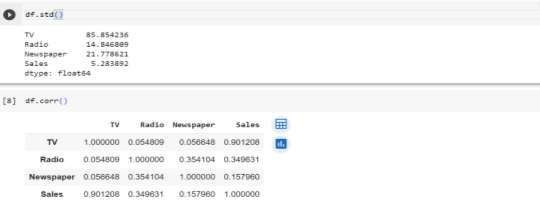 df.std()
TV 85.854236
Radio 14.846809
Newspaper 21.778621
Sales 5.283892
dtype: float64
[8] df.corr()
TV Radio Newspaper Sales
TV 1.000000 0.054809 0.056648 0.901208
Radio 0.054809 1.000000 0.354104 0.349631
Newspaper 0.056648 0.354104 1.000000 0.157960
Sales 0.901208 0.349631 0.157960 1.000000